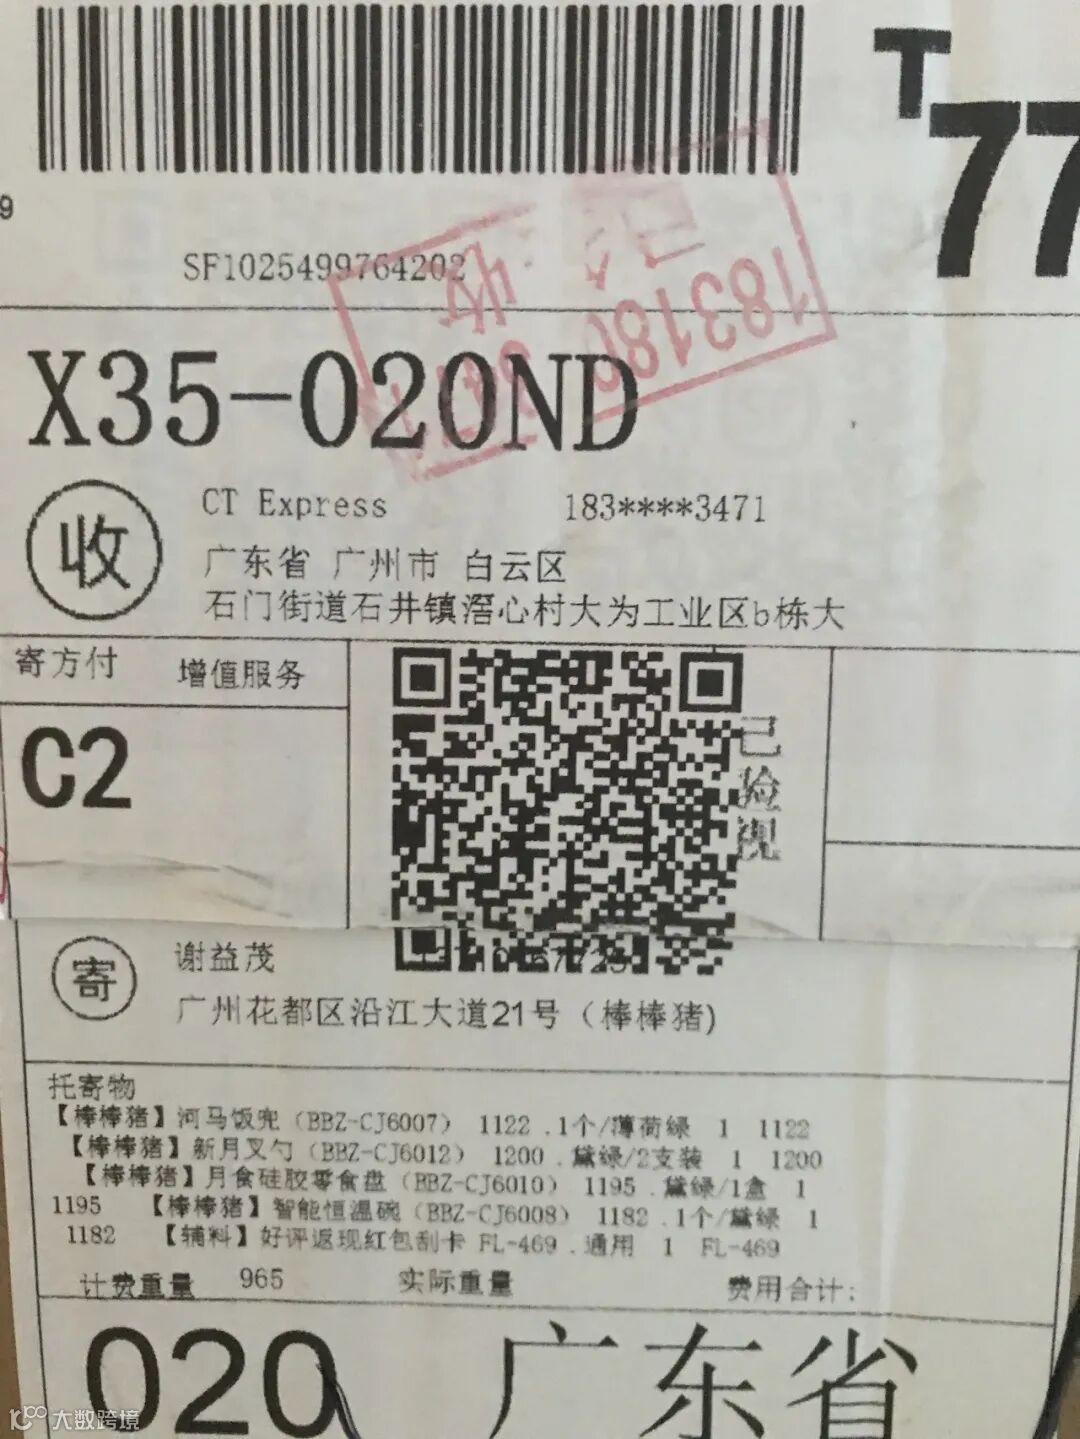 T
77
9
SF1025499764202
收
183180
3471
X35-020ND
收
CT Express 183****3471
广东省 广州市 白云区
石门街道石井镇滘心村大为工业区b栋大
寄方付 增值服务
C2
已验视
寄
谢益茂
广州花都区沿江大道21号（棒棒猪)
托寄物
【棒棒猪】河马饭兜（BBZ-CJ6007） 1122 .1个/薄荷绿 1 1122
【棒棒猪】新月叉勺（BBZ-CJ6012） 1200 .黛绿/2支装 1 1200
【棒棒猪】月食硅胶零食盘（BBZ-CJ6010） 1195 .黛绿/1盒 1
1195 【棒棒猪】智能恒温碗（BBZ-CJ6008） 1182 .1个/黛绿 1
1182 【辅料】好评返现红包刮卡 FL-469 .通用 1 FL-469
计费重量 965 实际重量 费用合计:
020 广东省
大数跨境